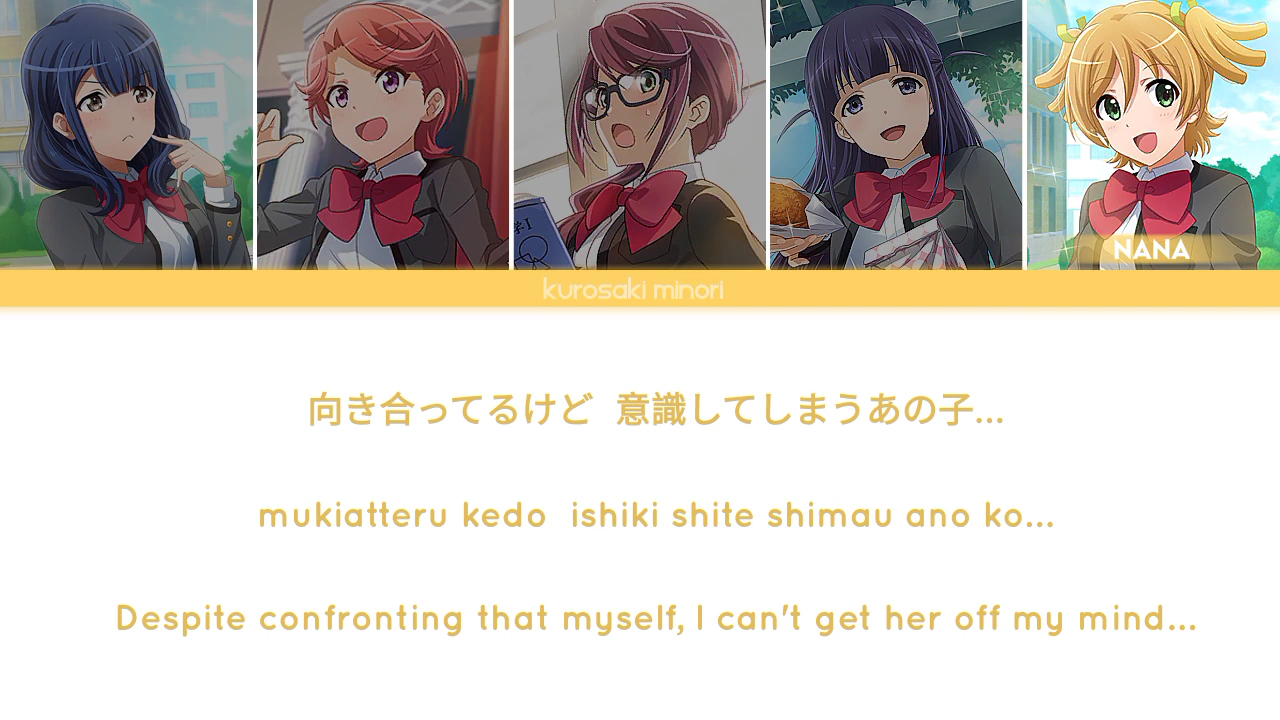 学I
NANA
kurosaki minori
向き合ってるけど 意識してしまうあの子...
mukiatteru kedo ishiki shite shimau ano ko...
Despite confronting that myself, I can't get her off my mind...